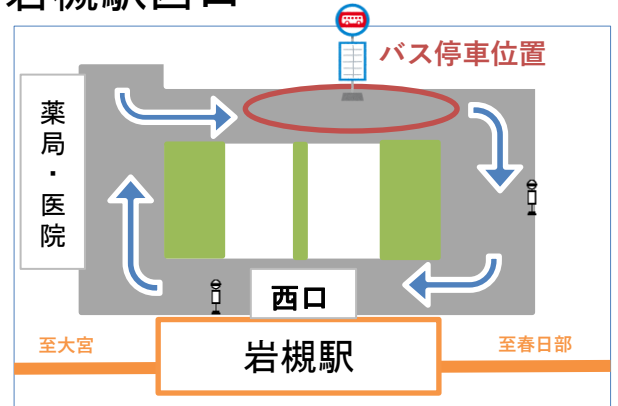 岩槻駅西口
バス停車位置
薬局・医院
西口
至大宮
岩槻駅
至春日部